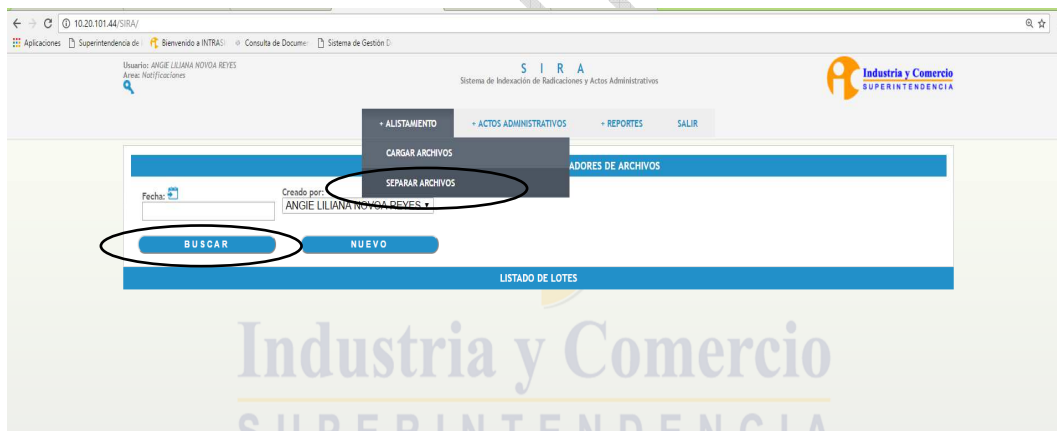 10.20.101.44/SIRA/
Aplicaciones Superintendencia de Bienvenido a INTRASI Consulta de Docume: Sistema de Gestión D
Usuario: ANGIE LILIANA NOVOA REYES
Area: Notificaciones
S I R A
Sistema de Indexación de Radicaciones y Actos Administrativos
Industria y Comercio
SUPERINTENDENCIA
+ ALISTAMIENTO + ACTOS ADMINISTRATIVOS + REPORTES SALIR
CARGAR ARCHIVOS
SEPARAR ARCHIVOS
ADORES DE ARCHIVOS
Fecha:
Creado por:
ANGIE LILIANA NOVOA REYES
BUSCAR NUEVO
LISTADO DE LOTES
Industria y Comercio
SUPERINTENDENCIA